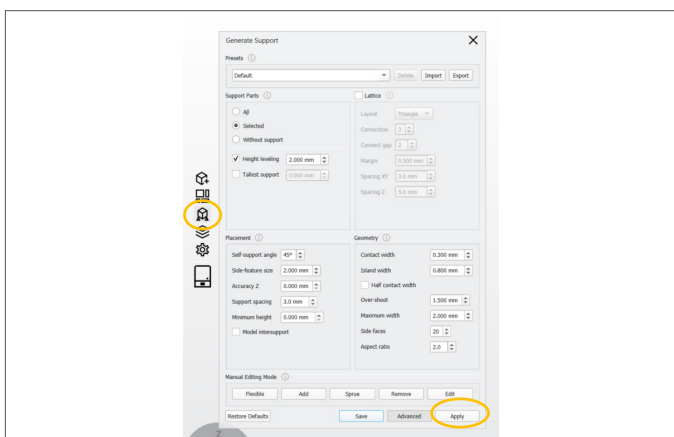 Generate Support
Presets
Default Delete Import Export
Support Parts
All
Selected
Without support
Height leveling 2.000 mm
Tallest support 0.000 mm
Lattice
Layout Triangle
Connection 3
Connect gap 2
Margin 0.500 mm
Spacing XY 3.0 mm
Spacing Z 5.0 mm
Placement
Self-support angle 45°
Side-feature size 2.000 mm
Accuracy Z 0.000 mm
Support spacing 3.0 mm
Minimum height 0.000 mm
Model intersupport
Geometry
Contact width 0.300 mm
Island width 0.800 mm
Half contact width
Over-shoot 1.500 mm
Maximum width 2.000 mm
Side faces 20
Aspect ratio 2.0
Manual Editing Mode
Flexible Add Sprue Remove Edit
Restore Defaults Save Advanced Apply
Z